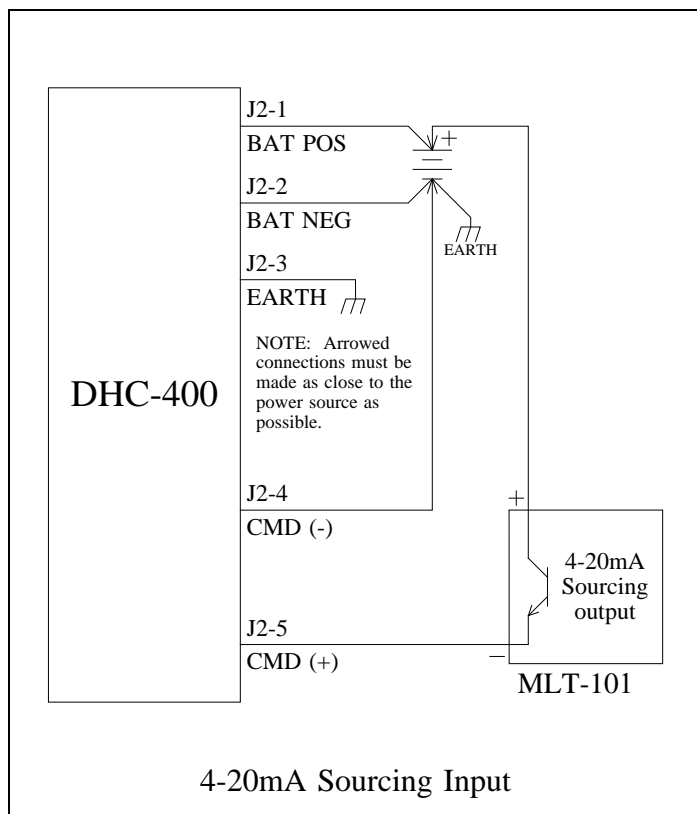 J2-1
BAT POS
+
J2-2
BAT NEG
EARTH
J2-3
EARTH
NOTE: Arrowed
connections must be
made as close to the
power source as
possible.
DHC-400
J2-4
CMD (-)
+
4-20mA
Sourcing
output
J2-5
CMD (+)
−
MLT-101
4-20mA Sourcing Input